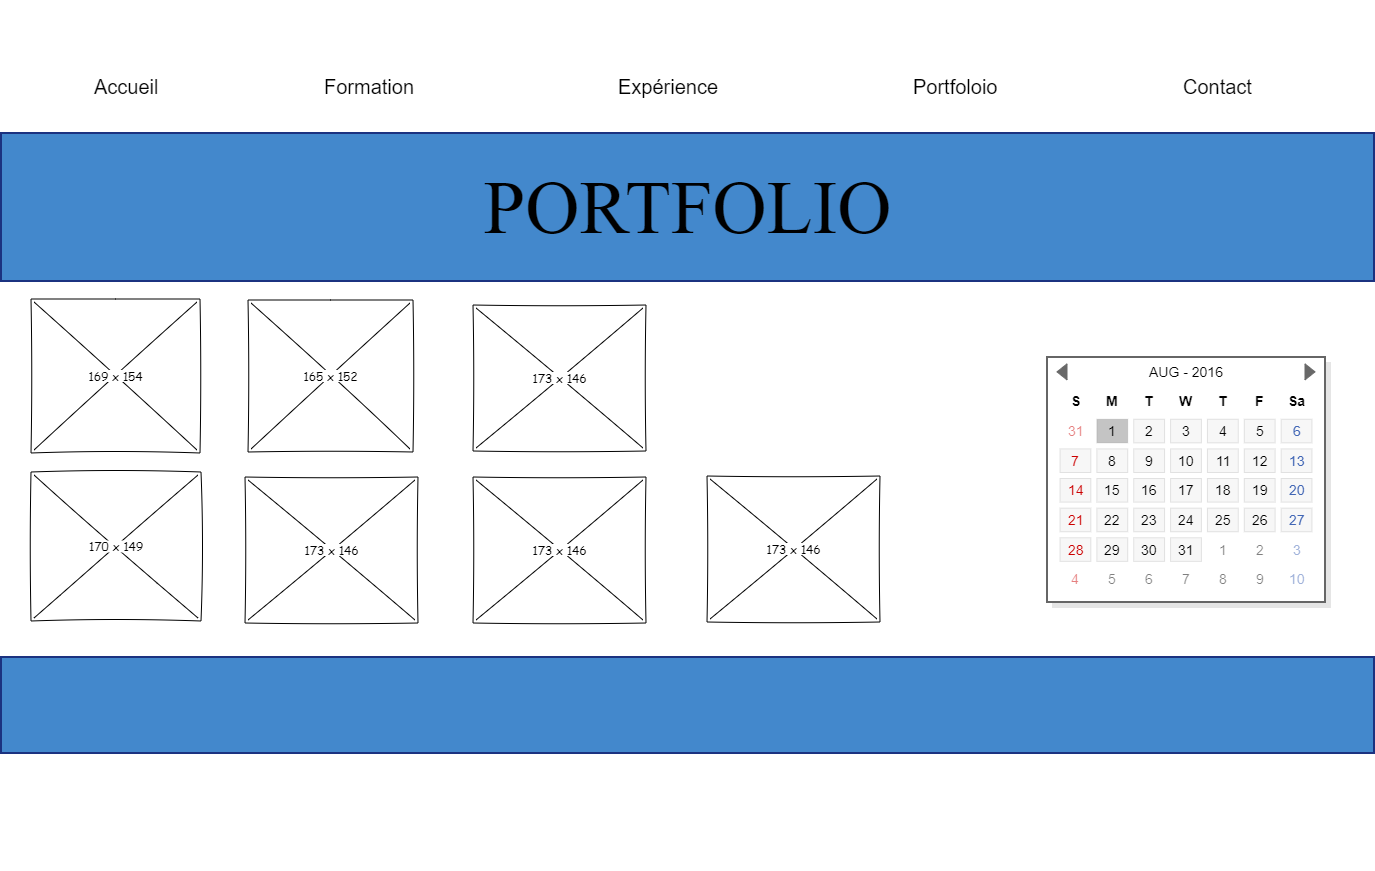 Accueil Formation Expérience Portfoloio Contact
PORTFOLIO
169 x 154 165 x 152 173 x 146
170 x 149 173 x 146 173 x 146 173 x 146
AUG - 2016
S M T W T F Sa
31 1 2 3 4 5 6
7 8 9 10 11 12 13
14 15 16 17 18 19 20
21 22 23 24 25 26 27
28 29 30 31 1 2 3
4 5 6 7 8 9 10